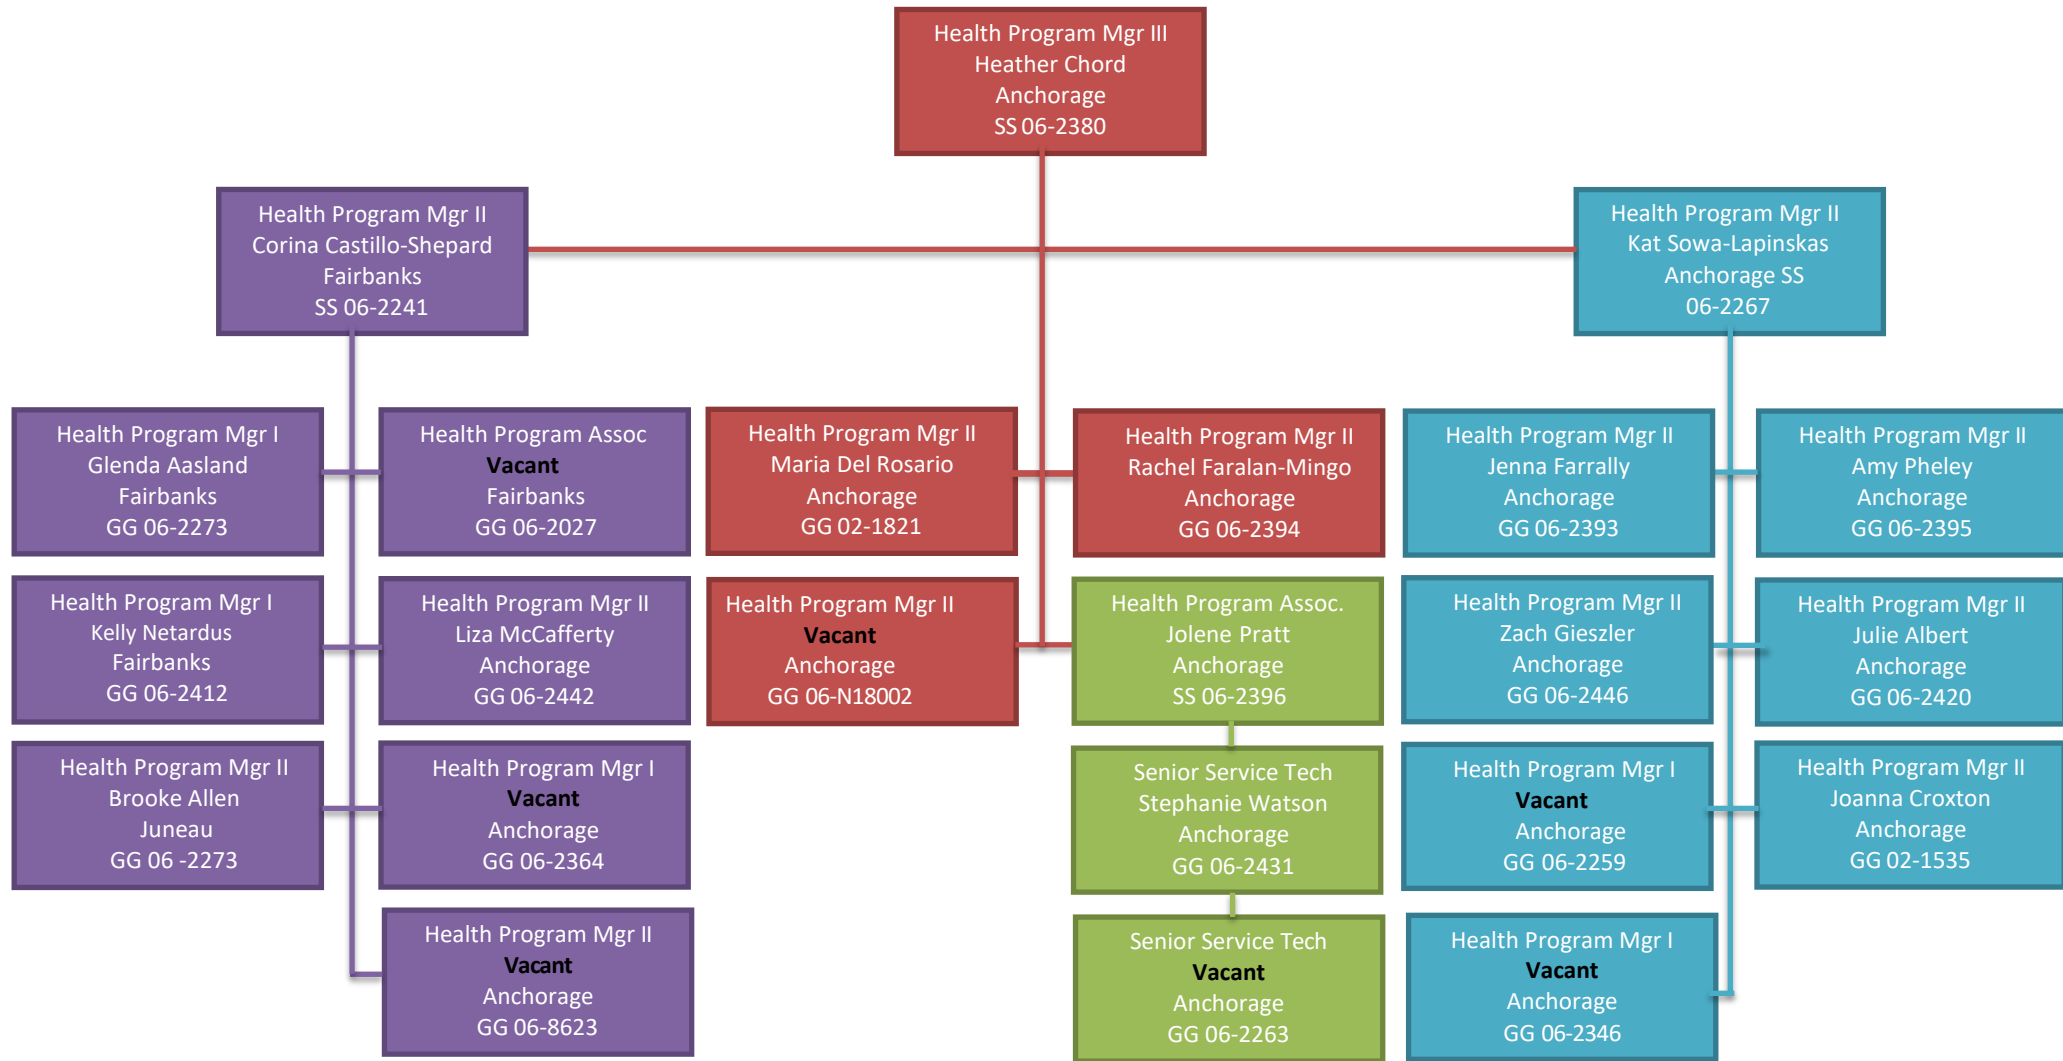 Health Program Mgr III
Heather Chord
Anchorage
SS 06-2380
Health Program Mgr II
Corina Castillo-Shepard
Fairbanks
SS 06-2241
Health Program Mgr II
Kat Sowa-Lapinskas
Anchorage SS
06-2267
Health Program Mgr I
Glenda Aasland
Fairbanks
GG 06-2273
Health Program Assoc
Vacant
Fairbanks
GG 06-2027
Health Program Mgr II
Maria Del Rosario
Anchorage
GG 02-1821
Health Program Mgr II
Rachel Faralan-Mingo
Anchorage
GG 06-2394
Health Program Mgr II
Jenna Farrally
Anchorage
GG 06-2393
Health Program Mgr II
Amy Pheley
Anchorage
GG 06-2395
Health Program Mgr I
Kelly Netardus
Fairbanks
GG 06-2412
Health Program Mgr II
Liza McCafferty
Anchorage
GG 06-2442
Health Program Mgr II
Vacant
Anchorage
GG 06-N18002
Health Program Assoc.
Jolene Pratt
Anchorage
SS 06-2396
Health Program Mgr II
Zach Gieszler
Anchorage
GG 06-2446
Health Program Mgr II
Julie Albert
Anchorage
GG 06-2420
Health Program Mgr II
Brooke Allen
Juneau
GG 06 -2273
Health Program Mgr I
Vacant
Anchorage
GG 06-2364
Senior Service Tech
Stephanie Watson
Anchorage
GG 06-2431
Health Program Mgr I
Vacant
Anchorage
GG 06-2259
Health Program Mgr II
Joanna Croxton
Anchorage
GG 02-1535
Health Program Mgr II
Vacant
Anchorage
GG 06-8623
Senior Service Tech
Vacant
Anchorage
GG 06-2263
Health Program Mgr I
Vacant
Anchorage
GG 06-2346